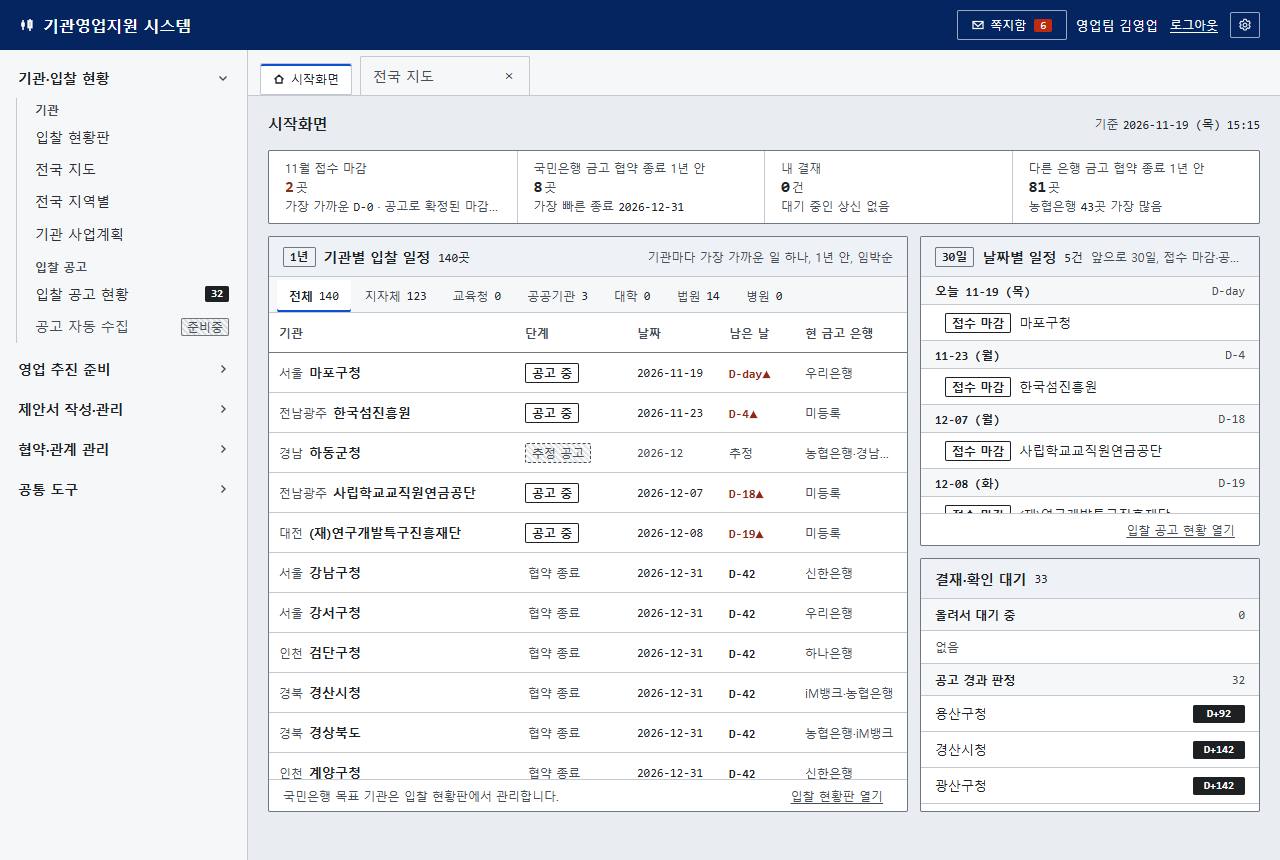 기관영업지원 시스템
쪽지함 6 영업팀 김영업 로그아웃
기관·입찰 현황
기관
입찰 현황판
전국 지도
전국 지역별
기관 사업계획
입찰 공고
입찰 공고 현황 32
공고 자동 수집 준비중
영업 추진 준비
제안서 작성·관리
협약·관계 관리
공통 도구
시작화면 전국 지도 ×
시작화면 기준 2026-11-19 (목) 15:15
11월 접수 마감
2곳
가장 가까운 D-0 · 공고로 확정된 마감…
국민은행 금고 협약 종료 1년 안
8곳
가장 빠른 종료 2026-12-31
내 결재
0건
대기 중인 상신 없음
다른 은행 금고 협약 종료 1년 안
81곳
농협은행 43곳 가장 많음
1년 기관별 입찰 일정 140곳 기관마다 가장 가까운 일 하나, 1년 안, 임박순
전체 140 지자체 123 교육청 0 공공기관 3 대학 0 법원 14 병원 0
기관 단계 날짜 남은 날 현 금고 은행
서울 마포구청 공고 중 2026-11-19 D-day▲ 우리은행
전남광주 한국섬진흥원 공고 중 2026-11-23 D-4▲ 미등록
경남 하동군청 추정 공고 2026-12 추정 농협은행·경남…
전남광주 사립학교교직원연금공단 공고 중 2026-12-07 D-18▲ 미등록
대전 (재)연구개발특구진흥재단 공고 중 2026-12-08 D-19▲ 미등록
서울 강남구청 협약 종료 2026-12-31 D-42 신한은행
서울 강서구청 협약 종료 2026-12-31 D-42 우리은행
인천 검단구청 협약 종료 2026-12-31 D-42 하나은행
경북 경산시청 협약 종료 2026-12-31 D-42 iM뱅크·농협은행
경북 경상북도 협약 종료 2026-12-31 D-42 농협은행·iM뱅크
인천 계양구청 협약 종료 2026-12-31 D-42 신한은행
국민은행 목표 기관은 입찰 현황판에서 관리합니다. 입찰 현황판 열기
30일 날짜별 일정 5건 앞으로 30일, 접수 마감·공…
오늘 11-19 (목) D-day
접수 마감 마포구청
11-23 (월) D-4
접수 마감 한국섬진흥원
12-07 (월) D-18
접수 마감 사립학교교직원연금공단
12-08 (화) D-19
접수 마감 (재)연구개발특구진흥재단
입찰 공고 현황 열기
결재·확인 대기 33
올려서 대기 중 0
없음
공고 경과 판정 32
용산구청 D+92
경산시청 D+142
광산구청 D+142